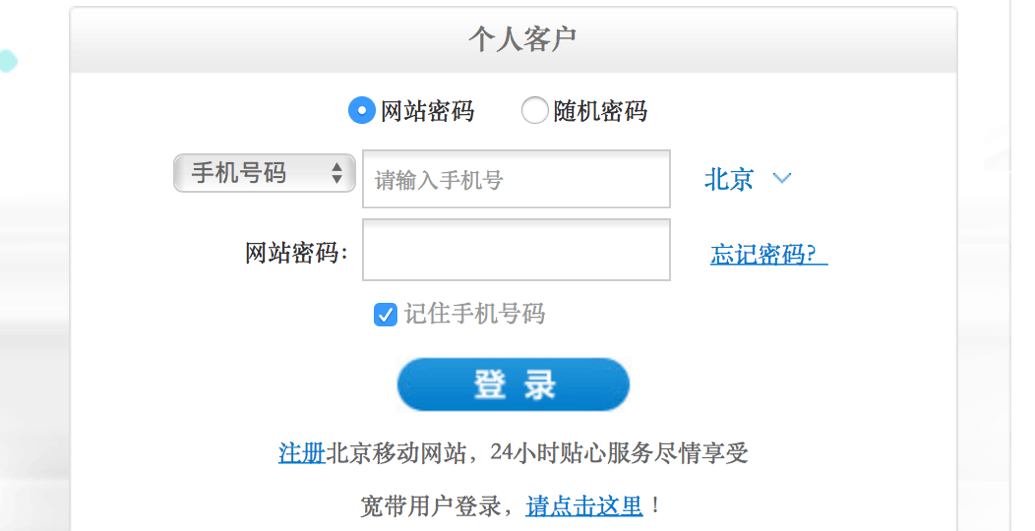 个人客户
网站密码 随机密码
手机号码 请输入手机号 北京
网站密码： 忘记密码？
记住手机号码
登 录
注册北京移动网站，24小时贴心服务尽情享受
宽带用户登录，请点击这里！